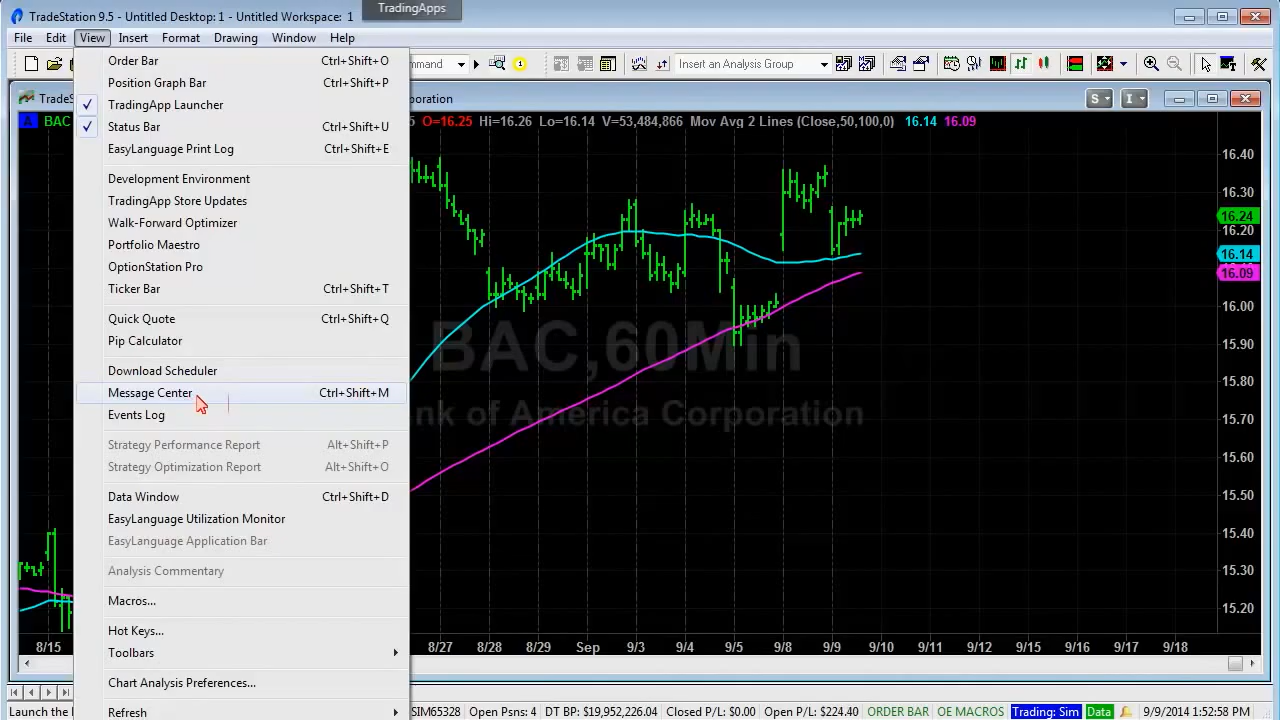 TradeStation 9.5 - Untitled Desktop: 1 - Untitled Workspace: 1
TradingApps
File Edit View Insert Format Drawing Window Help
Order Bar Ctrl+Shift+O
Position Graph Bar Ctrl+Shift+P
TradingApp Launcher
Status Bar Ctrl+Shift+U
EasyLanguage Print Log Ctrl+Shift+E
Development Environment
TradingApp Store Updates
Walk-Forward Optimizer
Portfolio Maestro
OptionStation Pro
Ticker Bar Ctrl+Shift+T
Quick Quote Ctrl+Shift+Q
Pip Calculator
Download Scheduler
Message Center Ctrl+Shift+M
Events Log
Strategy Performance Report Alt+Shift+P
Strategy Optimization Report Alt+Shift+O
Data Window Ctrl+Shift+D
EasyLanguage Utilization Monitor
EasyLanguage Application Bar
Analysis Commentary
Macros...
Hot Keys...
Toolbars
Chart Analysis Preferences...
Refresh
mmand Insert an Analysis Group
TradeSt oration S I
A BAC 5 O=16.25 Hi=16.26 Lo=16.14 V=53,484,866 Mov Avg 2 Lines (Close,50,100,0) 16.14 16.09
16.40
16.30
16.24
16.20
16.14
16.09
16.00
15.90
15.80
15.70
15.60
15.50
15.40
15.30
15.20
BAC,60Min
nk of America Corporation
8/15 8/27 8/28 8/29 Sep 9/3 9/4 9/5 9/8 9/9 9/10 9/11 9/12 9/15 9/16 9/17 9/18
Launch the SIM65328 Open Psns: 4 DT BP: $19,952,226.04 Closed P/L: $0.00 Open P/L: $224.40 ORDER BAR OE MACROS Trading: Sim Data 9/9/2014 1:52:58 PM BP